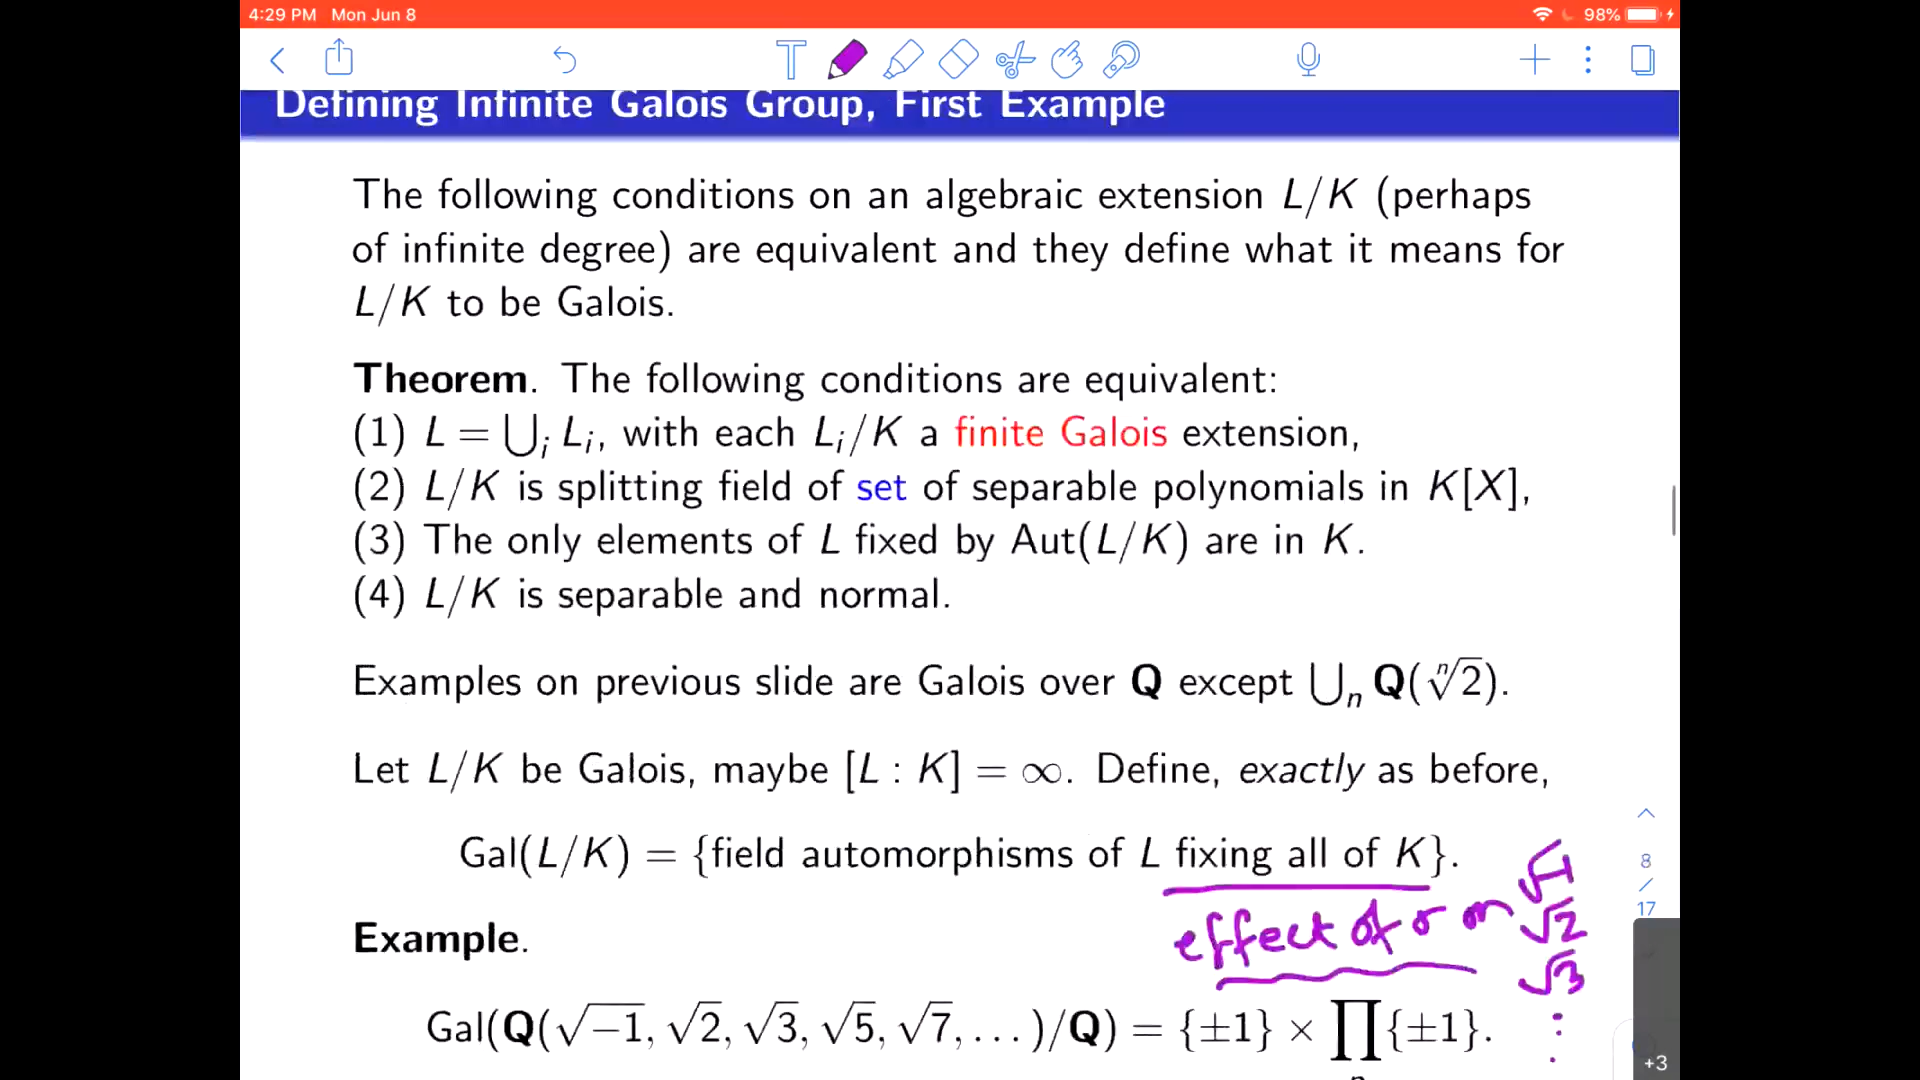 4:29 PM Mon Jun 8
98%
Defining Infinite Galois Group, First Example
The following conditions on an algebraic extension L/K (perhaps
of infinite degree) are equivalent and they define what it means for
L/K to be Galois.
Theorem. The following conditions are equivalent:
(1) L = ⋃ᵢ Lᵢ, with each Lᵢ/K a finite Galois extension,
(2) L/K is splitting field of set of separable polynomials in K[X],
(3) The only elements of L fixed by Aut(L/K) are in K.
(4) L/K is separable and normal.
Examples on previous slide are Galois over Q except ⋃ₙ Q(ⁿ√2).
Let L/K be Galois, maybe [L : K] = ∞. Define, exactly as before,
Gal(L/K) = {field automorphisms of L fixing all of K}.
8
/
17
effect of σ on √-1
√2
√3
⋮
Example.
Gal(Q(√−1, √2, √3, √5, √7, . . . )/Q) = {±1} × ∏{±1}.
+3